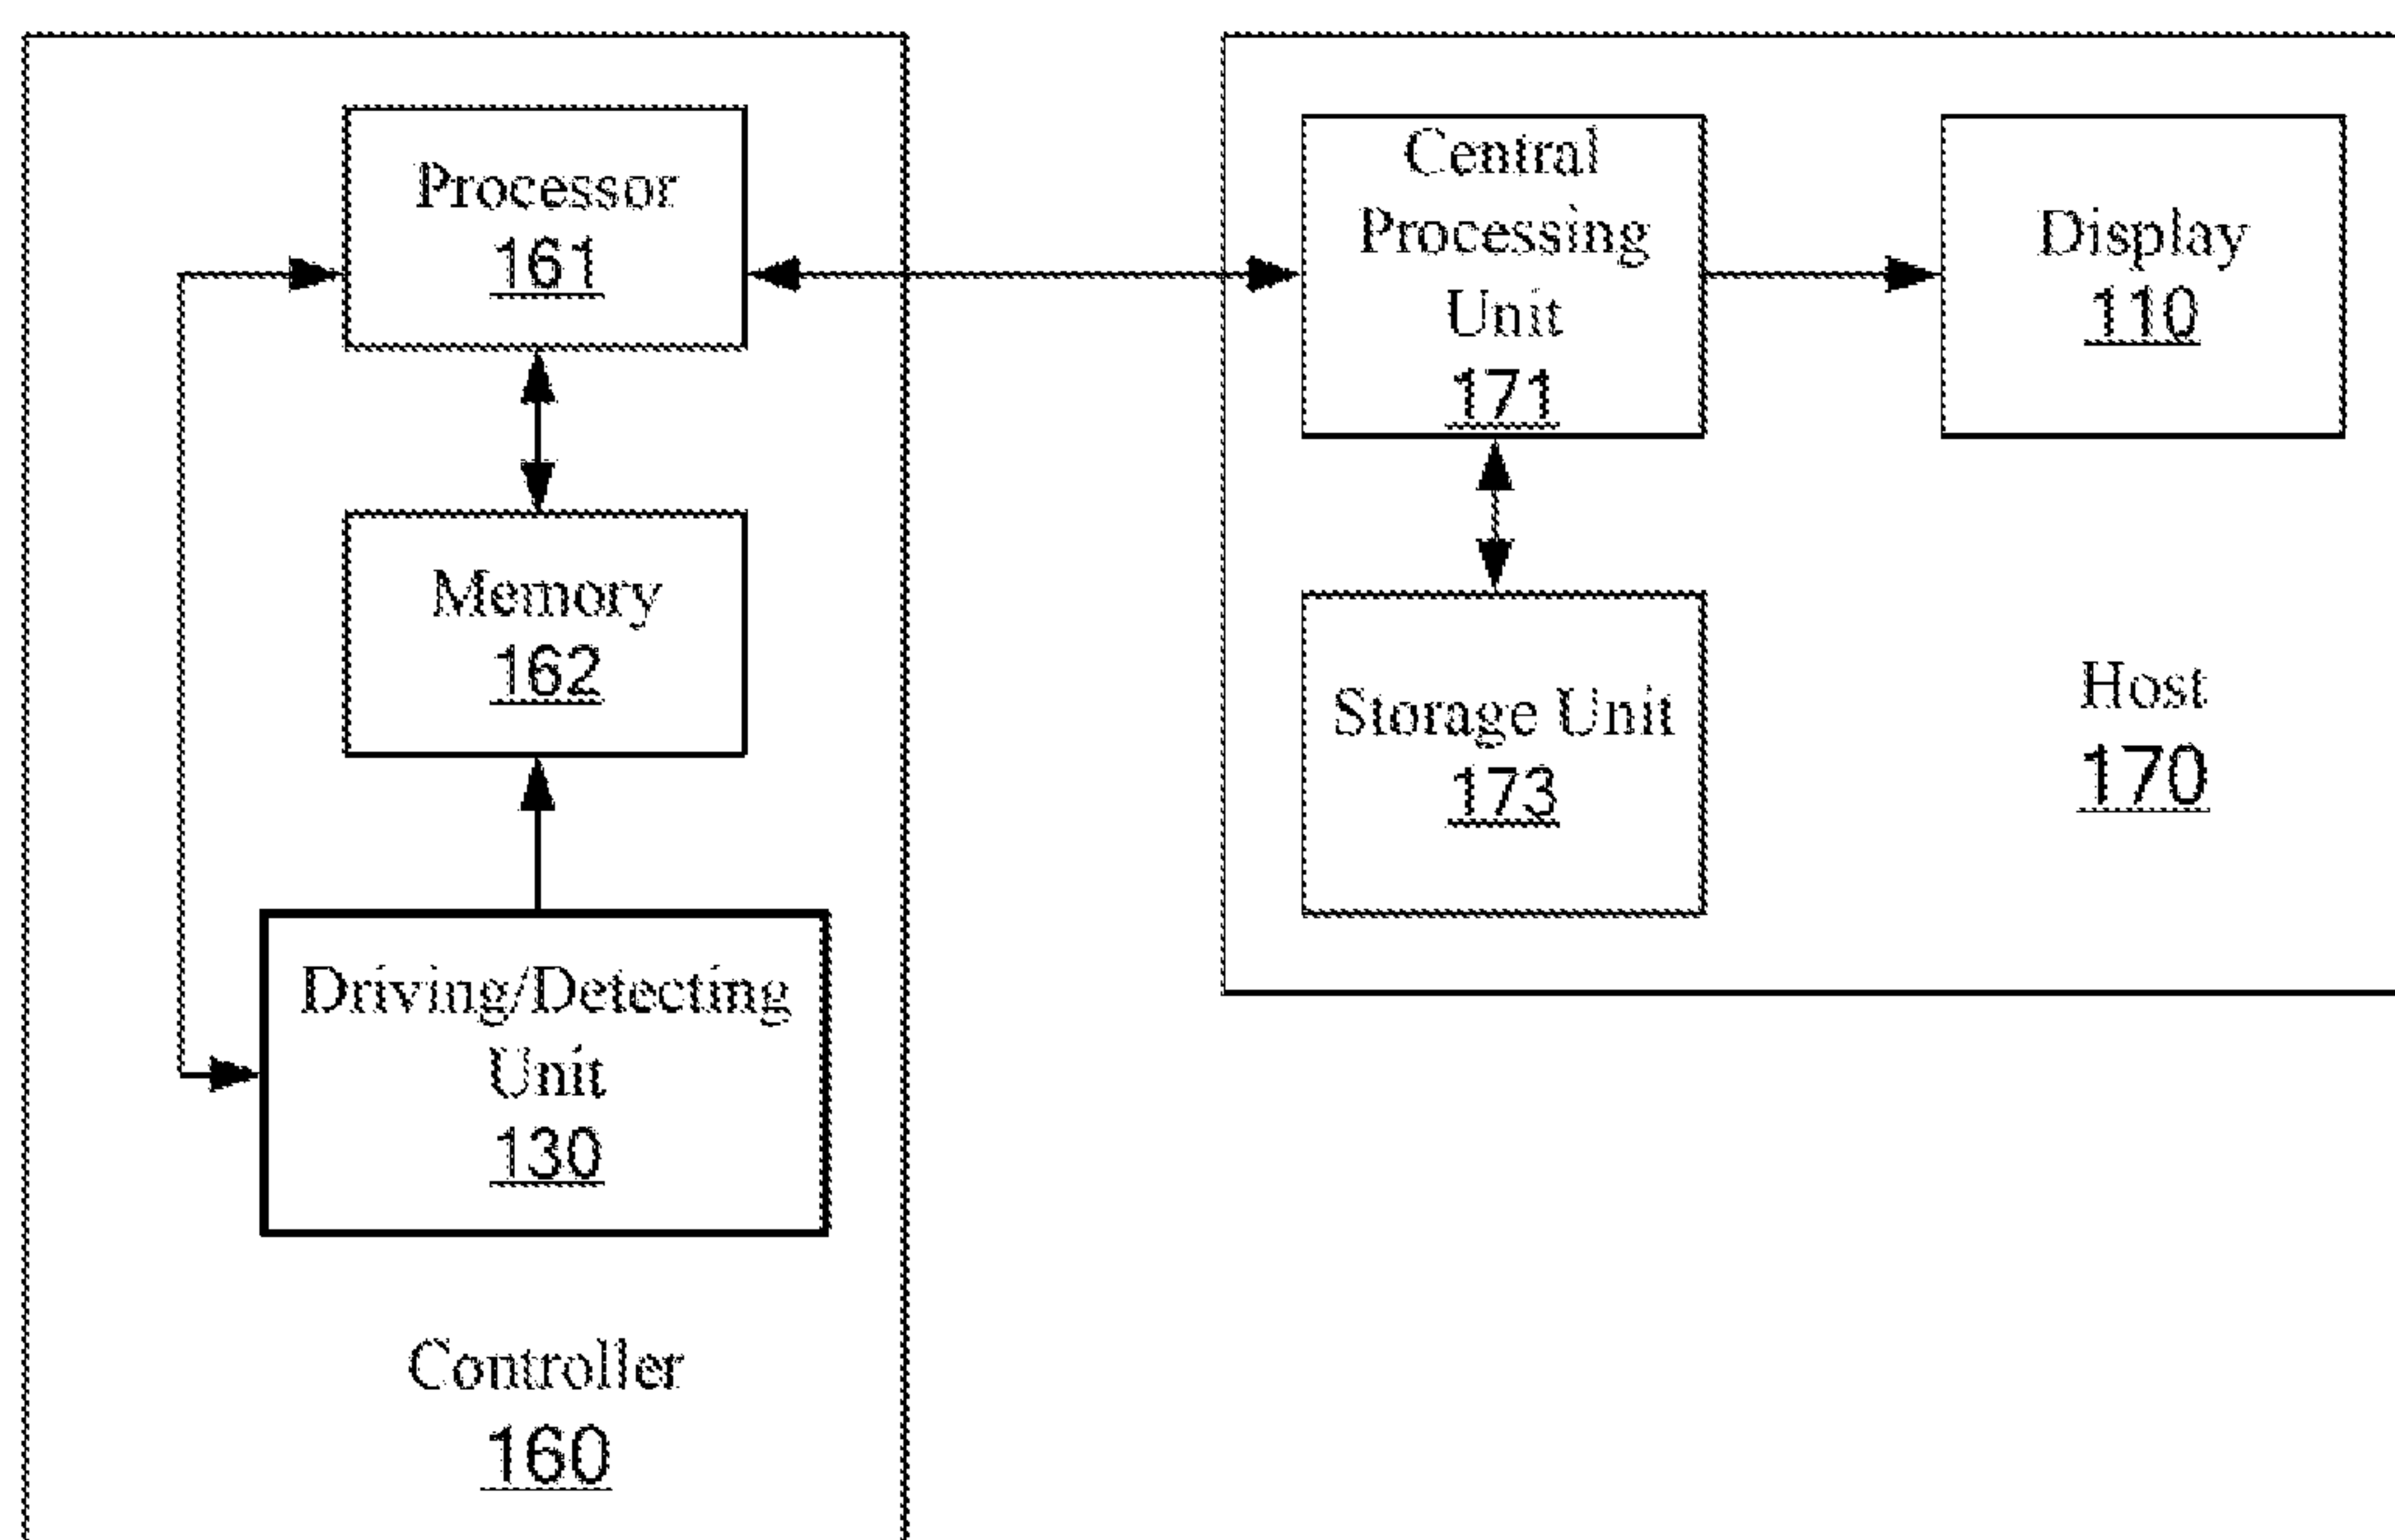 Processor
161
Memory
162
Driving/Detecting
Unit
130
Controller
160
Central
Processing
Unit
171
Display
110
Storage Unit
173
Host
170